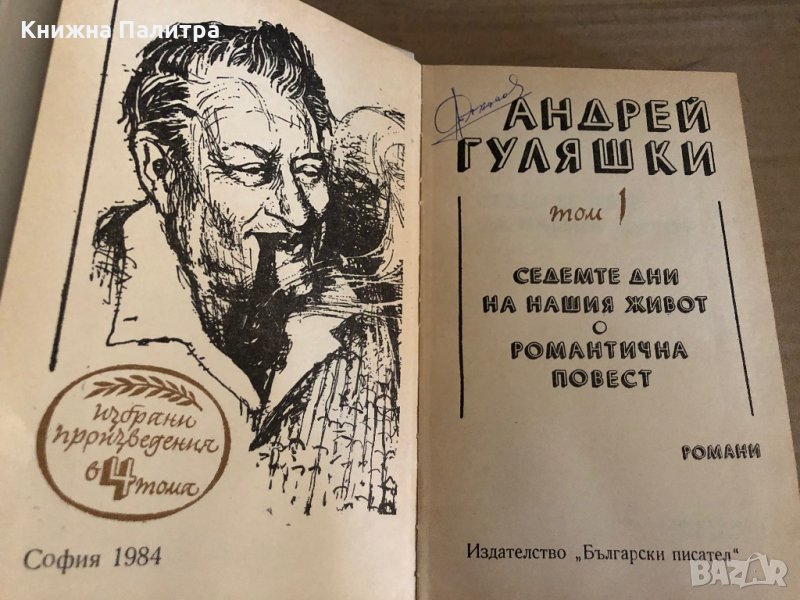 Книжна Палитра
избрани
произведения
в 4 тома
София 1984
АНДРЕЙ
ГУЛЯШКИ
том 1
СЕДЕМТЕ ДНИ
НА НАШИЯ ЖИВОТ
РОМАНТИЧНА
ПОВЕСТ
РОМАНИ
Издателство „Български писател"
BAZAR